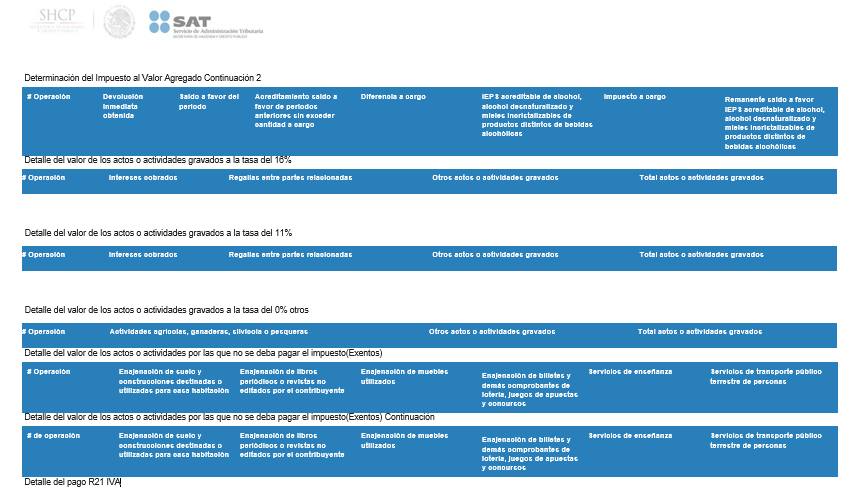 SHCP
SAT
Servicio de Administración Tributaria
Determinación del Impuesto al Valor Agregado Continuación 2
# Operación
Devolución
Inmediata
obtenida
Saldo a favor del
periodo
Acreditamiento saldo a
favor de periodos
anteriores sin exceder
cantidad a cargo
Diferencia a cargo
IEPS acreditable de alcohol,
alcohol desnaturalizado y
mieles incristalizables de
productos distintos de bebidas
alcohólicas
Impuesto a cargo
Remanente saldo a favor
IEPS acreditable de alcohol,
alcohol desnaturalizado y
mieles incristalizables de
productos distintos de
bebidas alcohólicas
Detalle del valor de los actos o actividades gravados a la tasa del 16%
# Operación
Intereses cobrados
Regalías entre partes relacionadas
Otros actos o actividades gravados
Total actos o actividades gravados
Detalle del valor de los actos o actividades gravados a la tasa del 11%
# Operación
Intereses cobrados
Regalías entre partes relacionadas
Otros actos o actividades gravados
Total actos o actividades gravados
Detalle del valor de los actos o actividades gravados a la tasa del 0% otros
# Operación
Actividades agrícolas, ganaderas, silvícola o pesqueras
Otros actos o actividades gravados
Total actos o actividades gravados
Detalle del valor de los actos o actividades por las que no se deba pagar el impuesto(Exentos)
# Operación
Enajenación de suelo y
construcciones destinadas o
utilizadas para casa habitación
Enajenación de libros
periódicos o revistas no
editados por el contribuyente
Enajenación de muebles
utilizados
Enajenación de billetes y
demás comprobantes de
lotería, juegos de apuestas
y concursos
Servicios de enseñanza
Servicios de transporte público
terrestre de personas
Detalle del valor de los actos o actividades por las que no se deba pagar el impuesto(Exentos) Continuación
# de operación
Enajenación de suelo y
construcciones destinadas o
utilizadas para casa habitación
Enajenación de libros
periódicos o revistas no
editados por el contribuyente
Enajenación de muebles
utilizados
Enajenación de billetes y
demás comprobantes de
lotería, juegos de apuestas
y concursos
Servicios de enseñanza
Servicios de transporte público
terrestre de personas
Detalle del pago R21 IVA